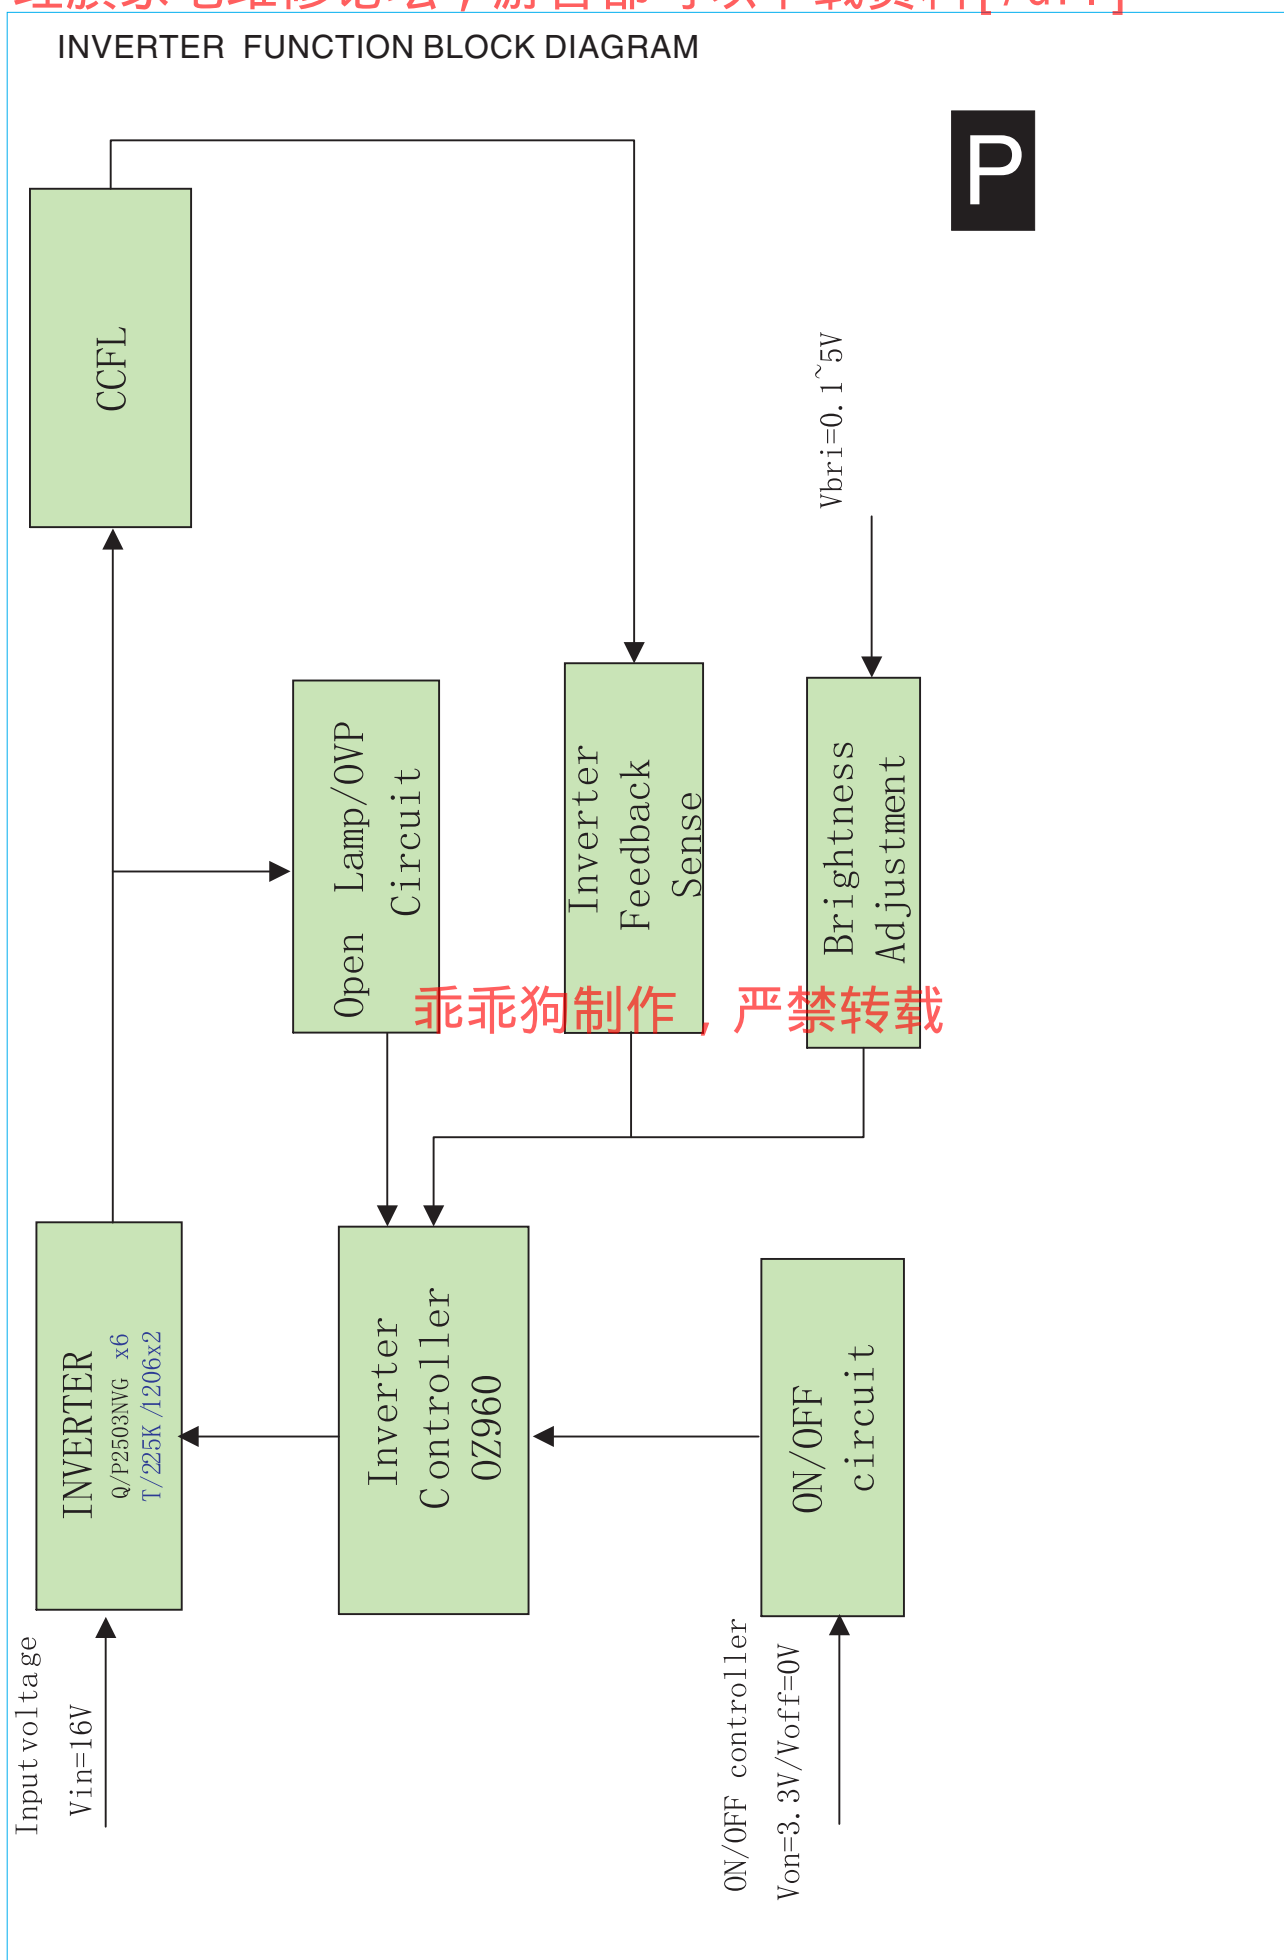 INVERTER FUNCTION BLOCK DIAGRAM
P
CCFL
Vbri=0.1~5V
Open Lamp/OVP
Circuit
Inverter
Feedback
Sense
Brightness
Adjustment
乖乖狗制作，严禁转载
INVERTER
Q/P2503NVG x6
T/225K /1206x2
Inverter
Controller
OZ960
ON/OFF
circuit
Input voltage
Vin=16V
ON/OFF controller
Von=3.3V/Voff=0V